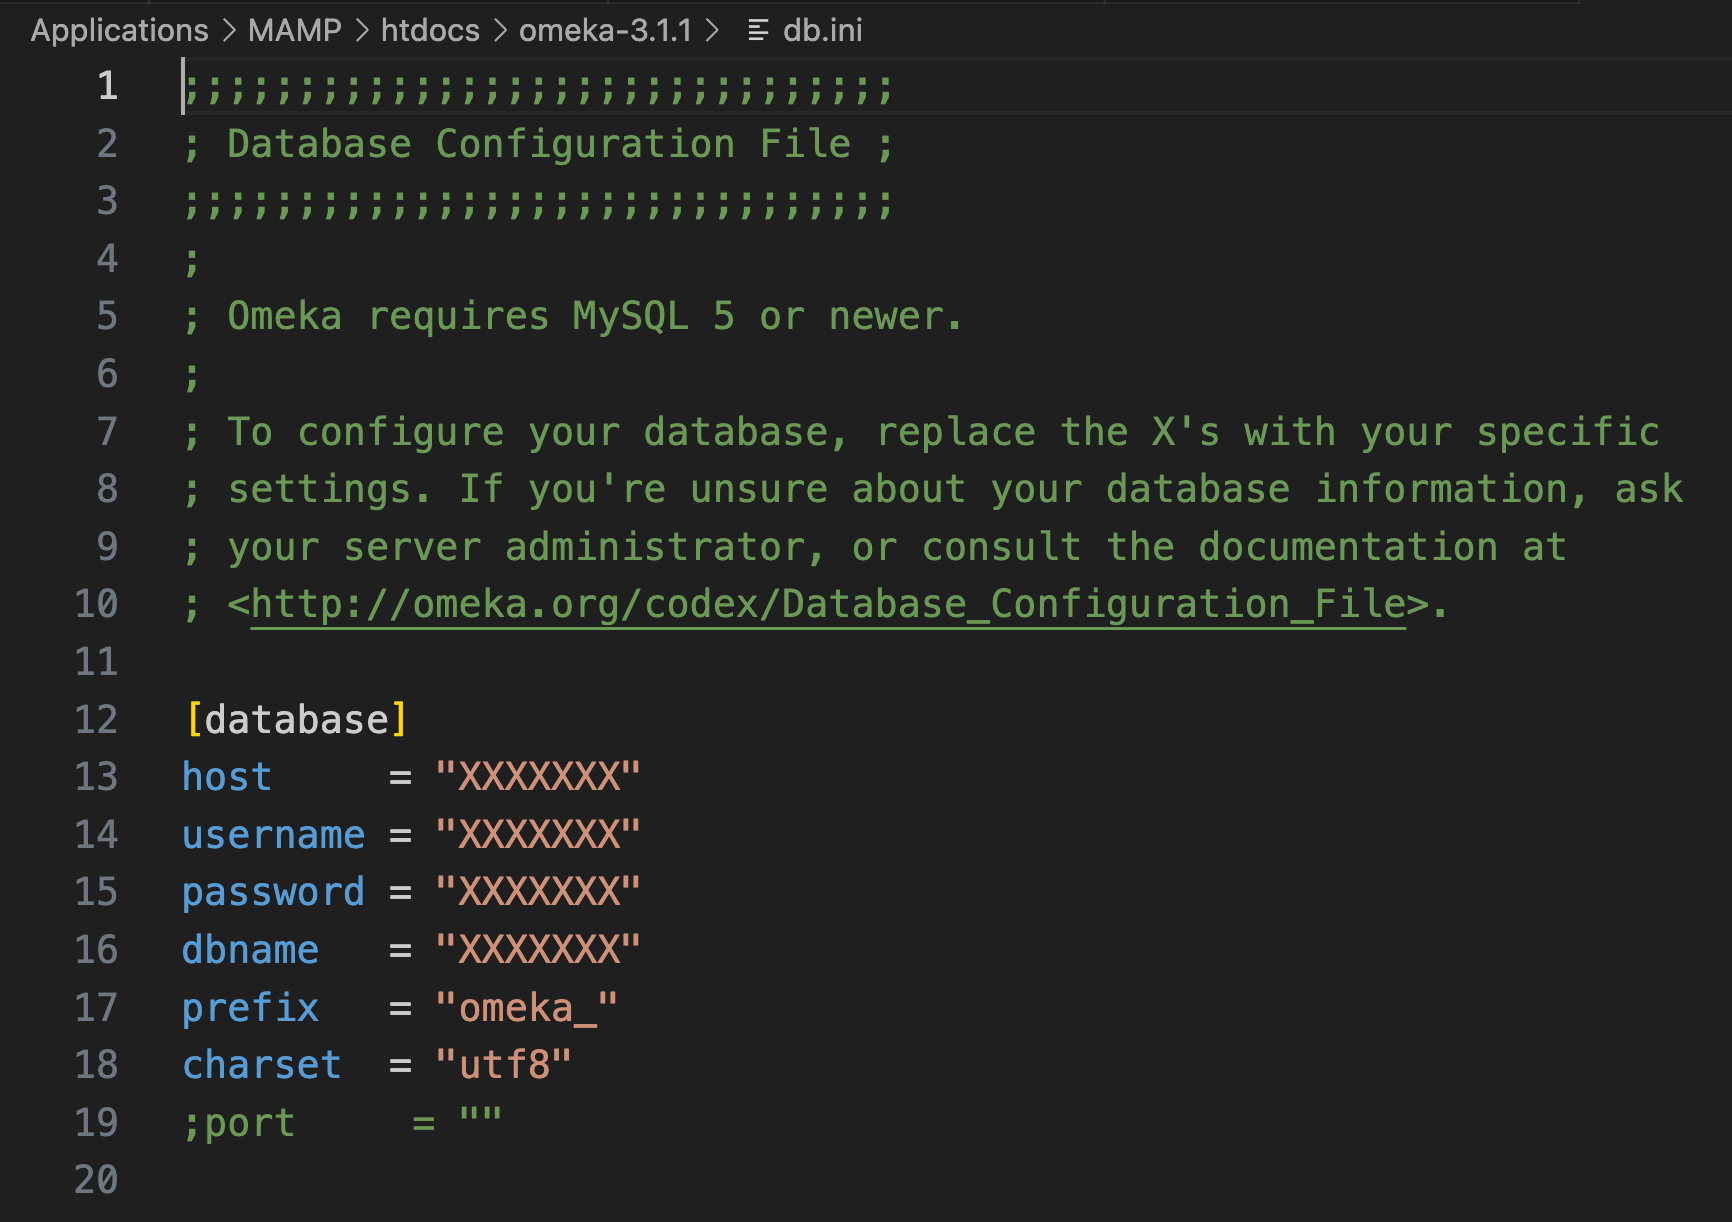 Applications > MAMP > htdocs > omeka-3.1.1 > db.ini
1 ;;;;;;;;;;;;;;;;;;;;;;;;;;;;;;;
2 ; Database Configuration File ;
3 ;;;;;;;;;;;;;;;;;;;;;;;;;;;;;;;
4 ;
5 ; Omeka requires MySQL 5 or newer.
6 ;
7 ; To configure your database, replace the X's with your specific
8 ; settings. If you're unsure about your database information, ask
9 ; your server administrator, or consult the documentation at
10 ; <http://omeka.org/codex/Database_Configuration_File>.
11
12 [database]
13 host     = "XXXXXXX"
14 username = "XXXXXXX"
15 password = "XXXXXXX"
16 dbname   = "XXXXXXX"
17 prefix   = "omeka_"
18 charset  = "utf8"
19 ;port     = ""
20